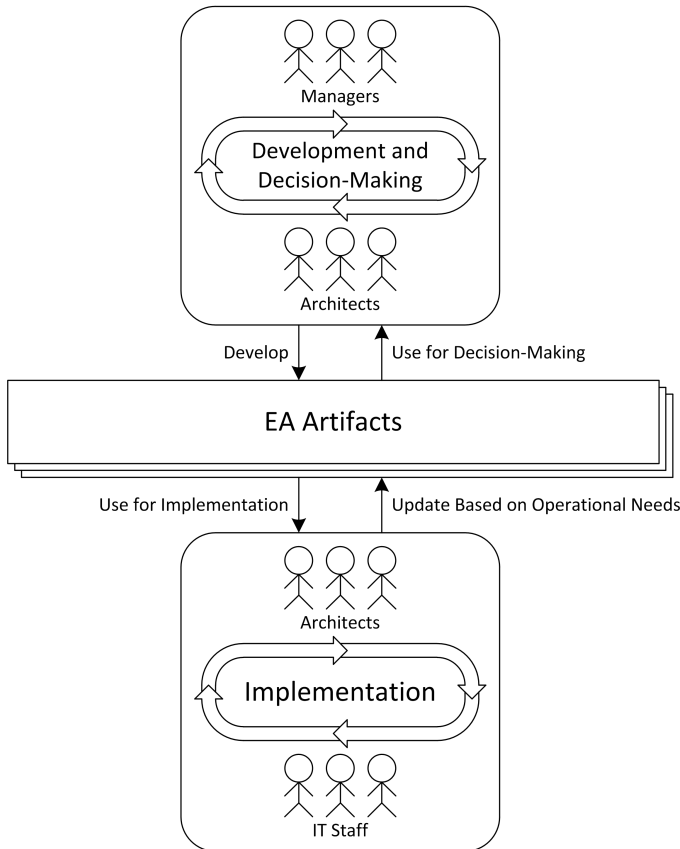 Managers
Development and
Decision-Making
Architects
Develop
Use for Decision-Making
EA Artifacts
Use for Implementation
Update Based on Operational Needs
Architects
Implementation
IT Staff